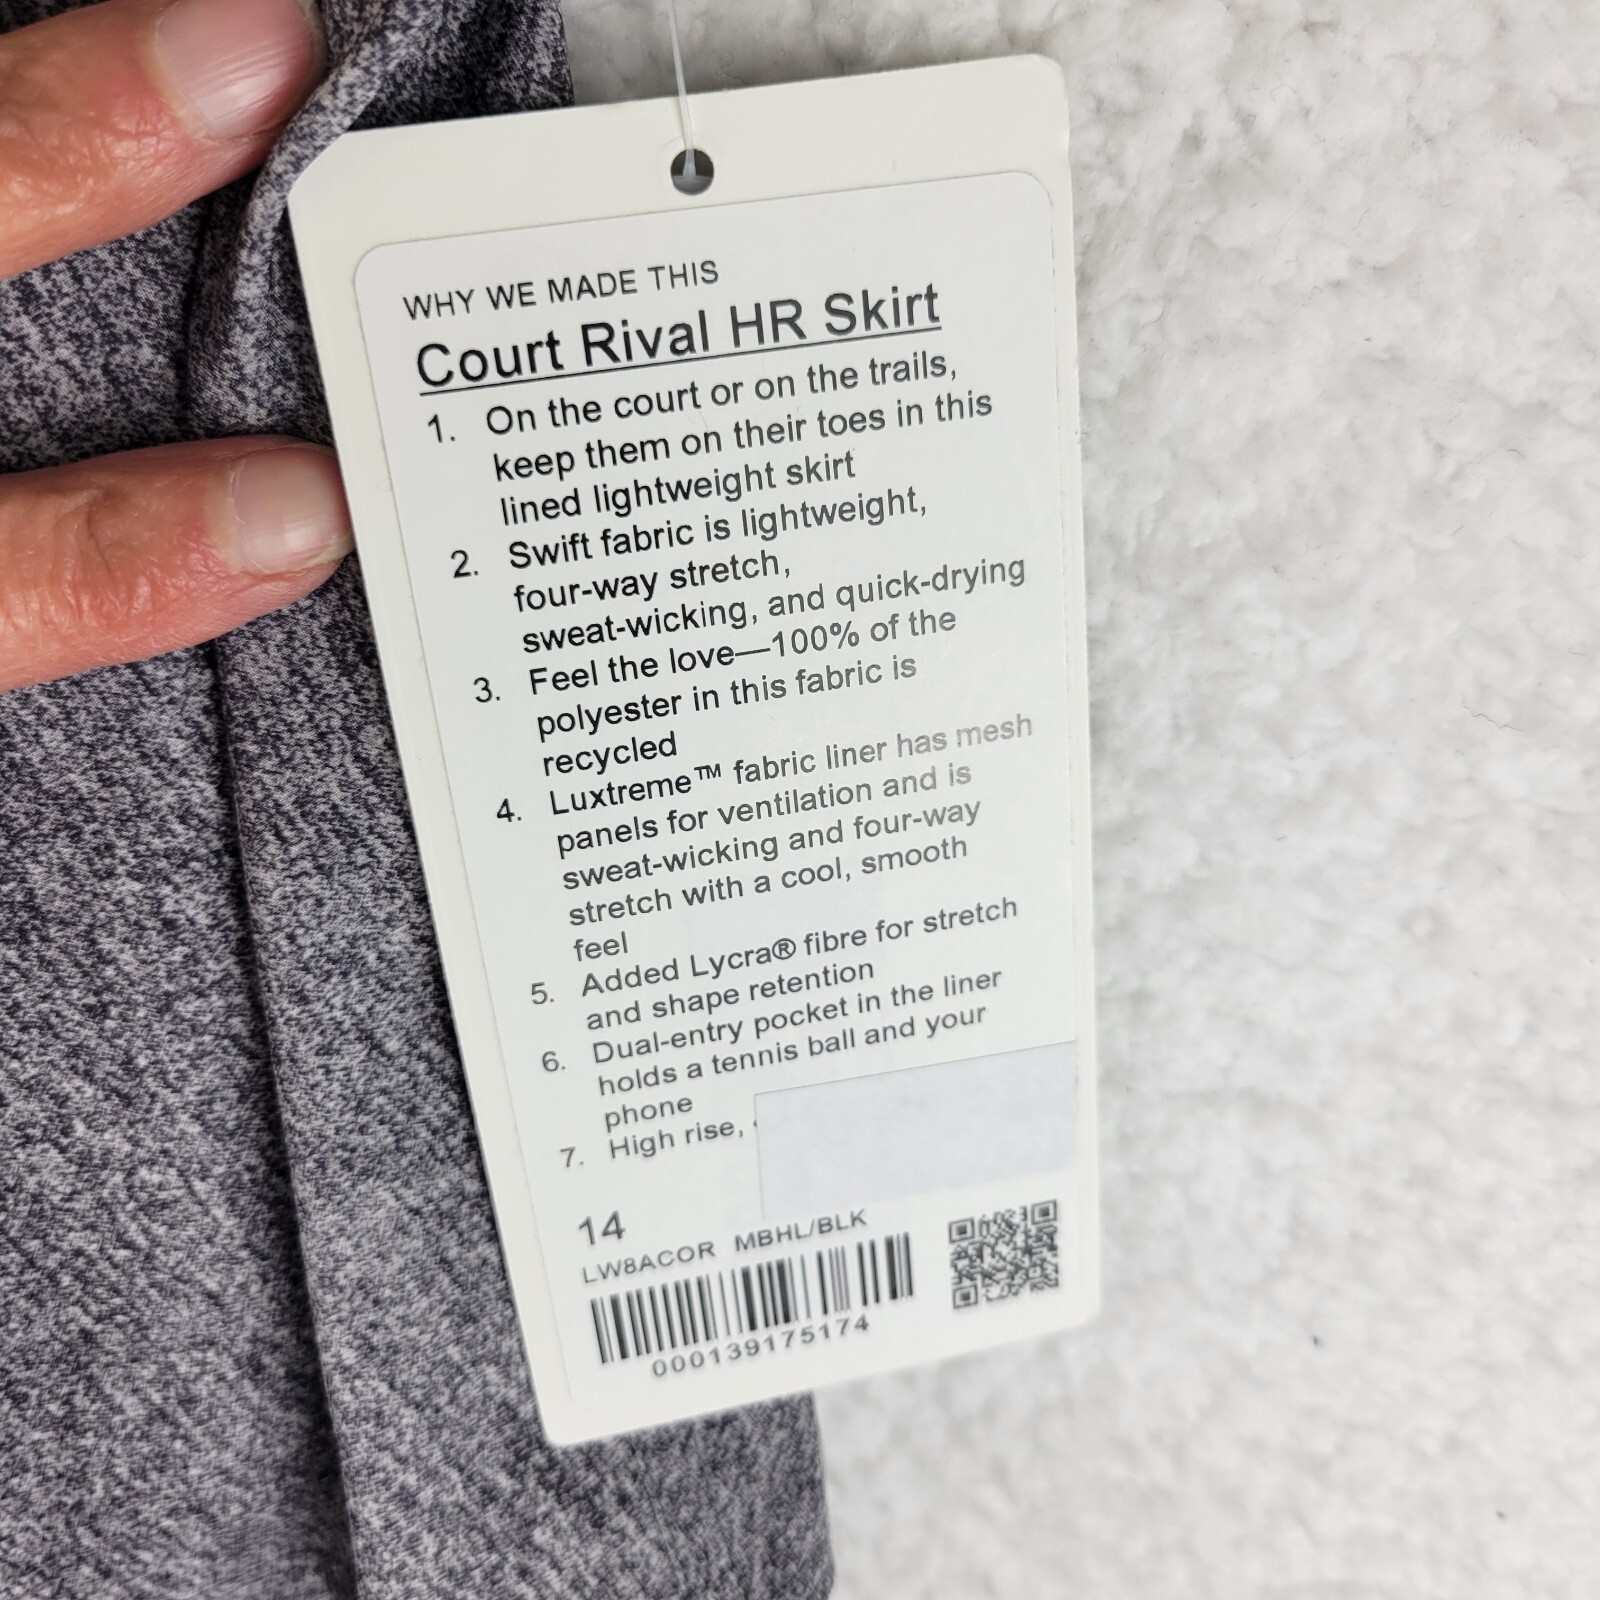 WHY WE MADE THIS
Court Rival HR Skirt
1. On the court or on the trails,
keep them on their toes in this
lined lightweight skirt
2. Swift fabric is lightweight,
four-way stretch,
sweat-wicking, and quick-drying
3. Feel the love—100% of the
polyester in this fabric is
recycled
4. Luxtreme™ fabric liner has mesh
panels for ventilation and is
sweat-wicking and four-way
stretch with a cool, smooth
feel
5. Added Lycra® fibre for stretch
and shape retention
6. Dual-entry pocket in the liner
holds a tennis ball and your
phone
7. High rise,
14
LW8ACOR MBHL/BLK
000139175174